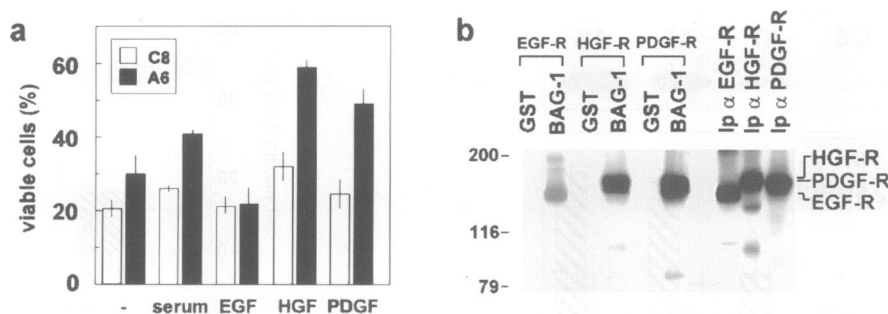 a
60
40
20
0
viable cells (%)
C8
A6
-
serum
EGF
HGF
PDGF
b
EGF-R
HGF-R
PDGF-R
GST
BAG-1
GST
BAG-1
GST
BAG-1
Ip α EGF-R
Ip α HGF-R
Ip α PDGF-R
200-
116-
79-
HGF-R
PDGF-R
EGF-R